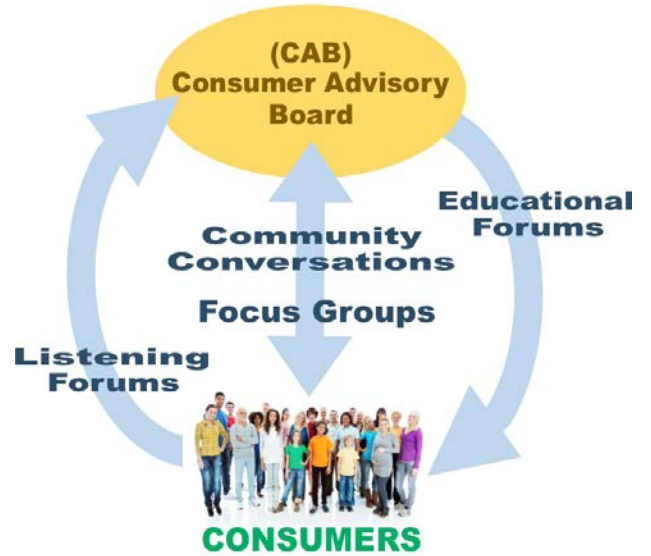 (CAB)
Consumer Advisory
Board
Educational
Forums
Community
Conversations
Focus Groups
Listening
Forums
CONSUMERS